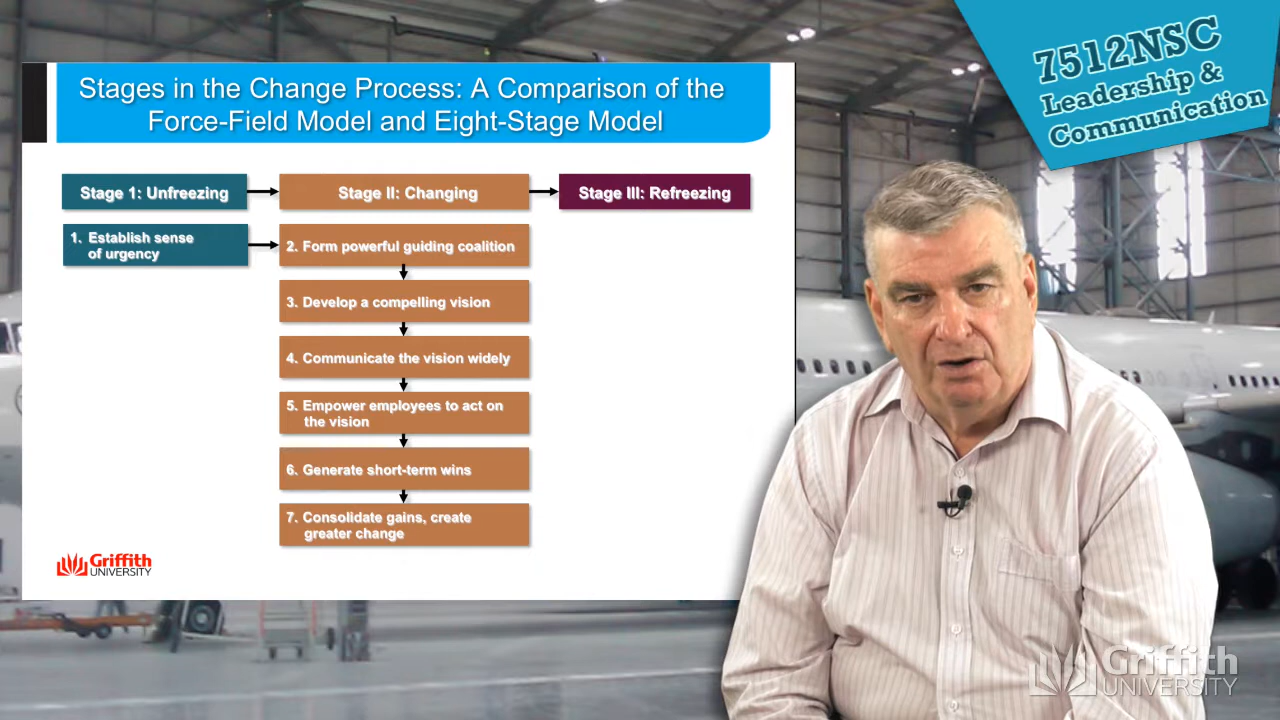 7512NSC
Leadership &
Communication
Stages in the Change Process: A Comparison of the
Force-Field Model and Eight-Stage Model
Stage 1: Unfreezing
Stage II: Changing
Stage III: Refreezing
1. Establish sense
of urgency
2. Form powerful guiding coalition
3. Develop a compelling vision
4. Communicate the vision widely
5. Empower employees to act on
the vision
6. Generate short-term wins
7. Consolidate gains, create
greater change
Griffith
UNIVERSITY
Griffith
UNIVERSITY